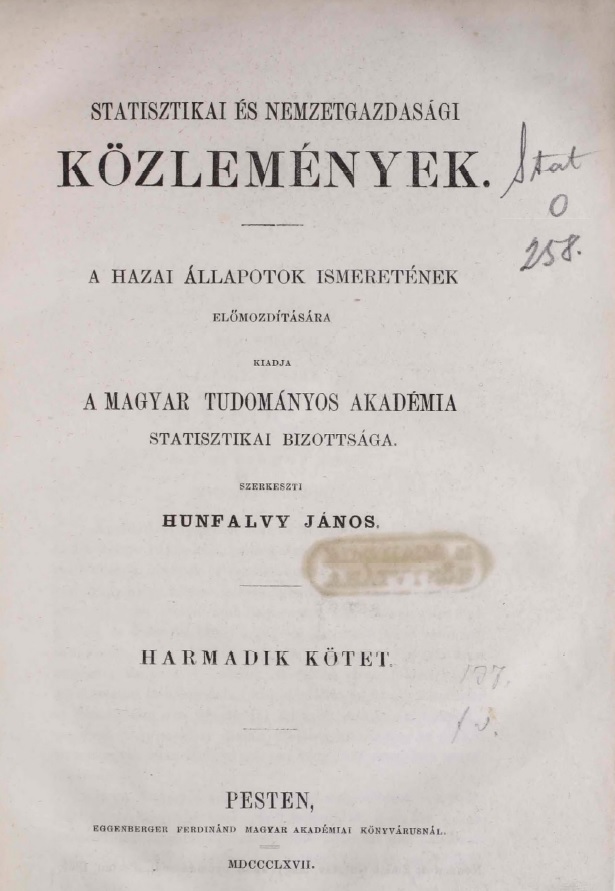 STATISZTIKAI ÉS NEMZETGAZDASÁGI
KÖZLEMÉNYEK.
Stat
0
258.
A HAZAI ÁLLAPOTOK ISMERETÉNEK
ELŐMOZDÍTÁSÁRA
KIADJA
A MAGYAR TUDOMÁNYOS AKADÉMIA
STATISZTIKAI BIZOTTSÁGA.
SZERKESZTI
HUNFALVY JÁNOS.
HARMADIK KÖTET.
PESTEN,
EGGENBERGER FERDINÁND MAGYAR AKADÉMIAI KÖNYVÁRUSNÁL.
MDCCCLXVII.